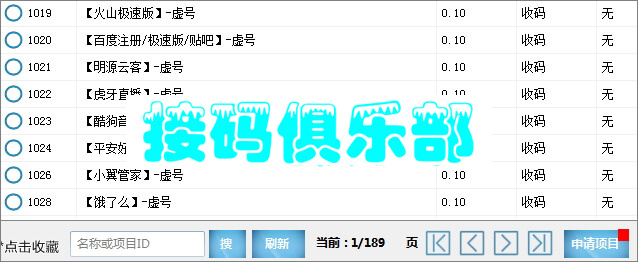 1019 【火山极速版】-虚号 0.10 收码 无
1020 【百度注册/极速版/贴吧】-虚号 0.10 收码 无
1021 【明源云客】-虚号 0.10 收码 无
1022 【虎牙直播】-虚号 0.10 收码 无
1023 【酷狗音 0.10 收码 无
接码俱乐部
1024 【平安好 0.10 收码 无
1026 【小翼管家】-虚号 0.10 收码 无
1028 【饿了么】-虚号 0.10 收码 无
*点击收藏 名称或项目ID 搜 刷新 当前：1/189 页 申请项目